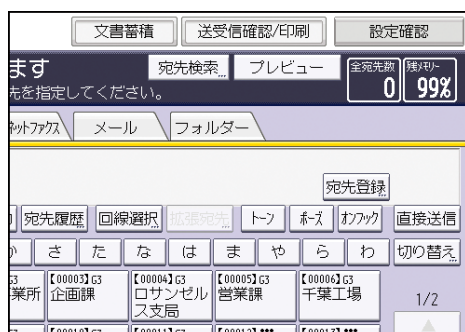 文書蓄積 送受信確認/印刷 設定確認
ます 宛先検索 プレビュー 全宛先数 残メモリー
先を指定してください。 0 99%
ネットファクス メール フォルダー
宛先登録
宛先履歴 回線選択 拡張宛先 トーン ポーズ オンフック 直接送信
か さ た な は ま や ら わ 切り替え
G3 【00003】G3 【00004】G3 【00005】G3 【00006】G3
業所 企画課 ロサンゼル 営業課 千葉工場 1/2
ス支局